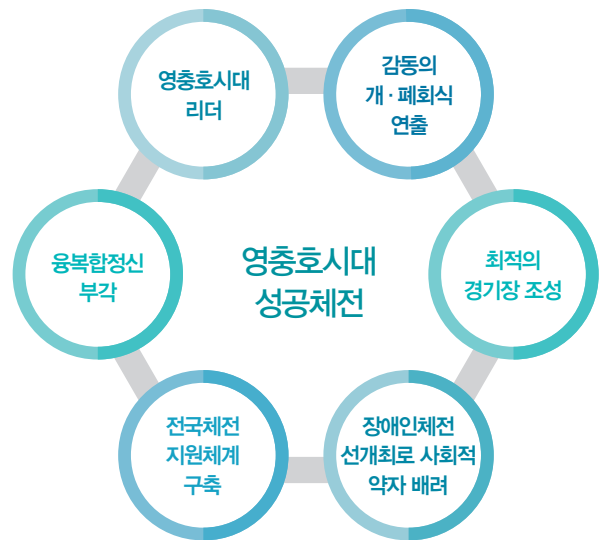 영충호시대
리더
감동의
개·폐회식
연출
융복합정신
부각
영충호시대
성공체전
최적의
경기장 조성
전국체전
지원체계
구축
장애인체전
선개최로 사회적
약자 배려